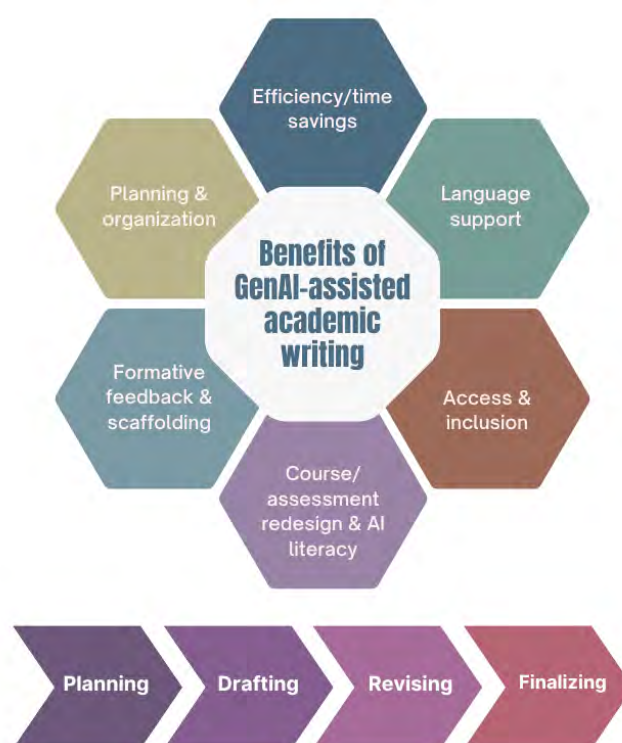 Efficiency/time
savings
Planning &
organization
Language
support
Benefits of
GenAI-assisted
academic
writing
Formative
feedback &
scaffolding
Access &
inclusion
Course/
assessment
redesign & AI
literacy
Planning
Drafting
Revising
Finalizing